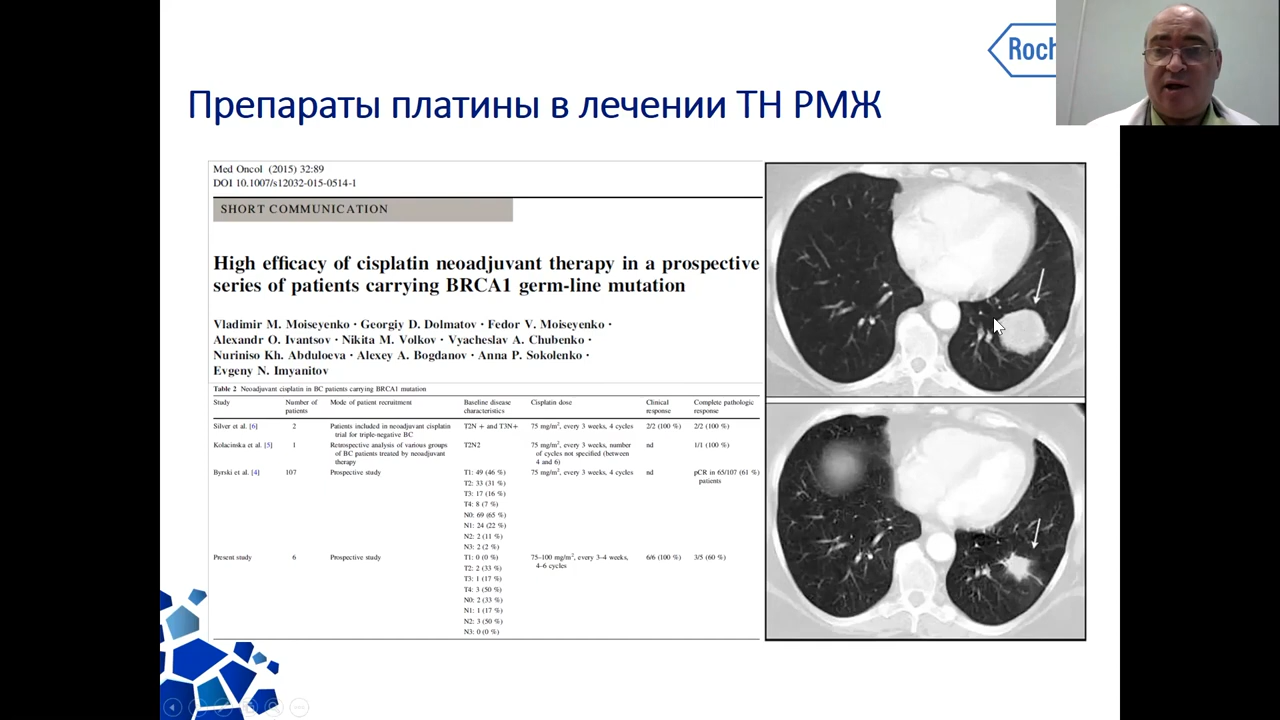 Roch
Препараты платины в лечении ТН РМЖ
Med Oncol (2015) 32:89
DOI 10.1007/s12032-015-0514-1
SHORT COMMUNICATION
High efficacy of cisplatin neoadjuvant therapy in a prospective
series of patients carrying BRCA1 germ-line mutation
Vladimir M. Moiseyenko · Georgiy D. Dolmatov · Fedor V. Moiseyenko ·
Alexandr O. Ivantsov · Nikita M. Volkov · Vyacheslav A. Chubenko ·
Nuriniso Kh. Abduloeva · Alexey A. Bogdanov · Anna P. Sokolenko ·
Evgeny N. Imyanitov
Table 2 Neoadjuvant cisplatin in BC patients carrying BRCA1 mutation
Study Number of patients Mode of patient recruitment Baseline disease characteristics Cisplatin dose Clinical response Complete pathologic response
Silver et al. [6] 2 Patients included in neoadjuvant cisplatin T2N + and T3N+ 75 mg/m², every 3 weeks, 4 cycles 2/2 (100 %) 2/2 (100 %)
trial for triple-negative BC
Kolacinska et al. [5] 1 Retrospective analysis of various groups T2N2 75 mg/m², every 3 weeks, number nd 1/1 (100 %)
of BC patients treated by neoadjuvant of cycles not specified (between
therapy 4 and 6)
Byrski et al. [4] 107 Prospective study T1: 49 (46 %) 75 mg/m², every 3 weeks, 4 cycles nd pCR in 65/107 (61 %)
T2: 33 (31 %) patients
T3: 17 (16 %)
T4: 8 (7 %)
N0: 69 (65 %)
N1: 24 (22 %)
N2: 2 (11 %)
N3: 2 (2 %)
Present study 6 Prospective study T1: 0 (0 %) 75–100 mg/m², every 3–4 weeks, 6/6 (100 %) 3/5 (60 %)
T2: 2 (33 %) 4–6 cycles
T3: 1 (17 %)
T4: 3 (50 %)
N0: 2 (33 %)
N1: 1 (17 %)
N2: 3 (50 %)
N3: 0 (0 %)